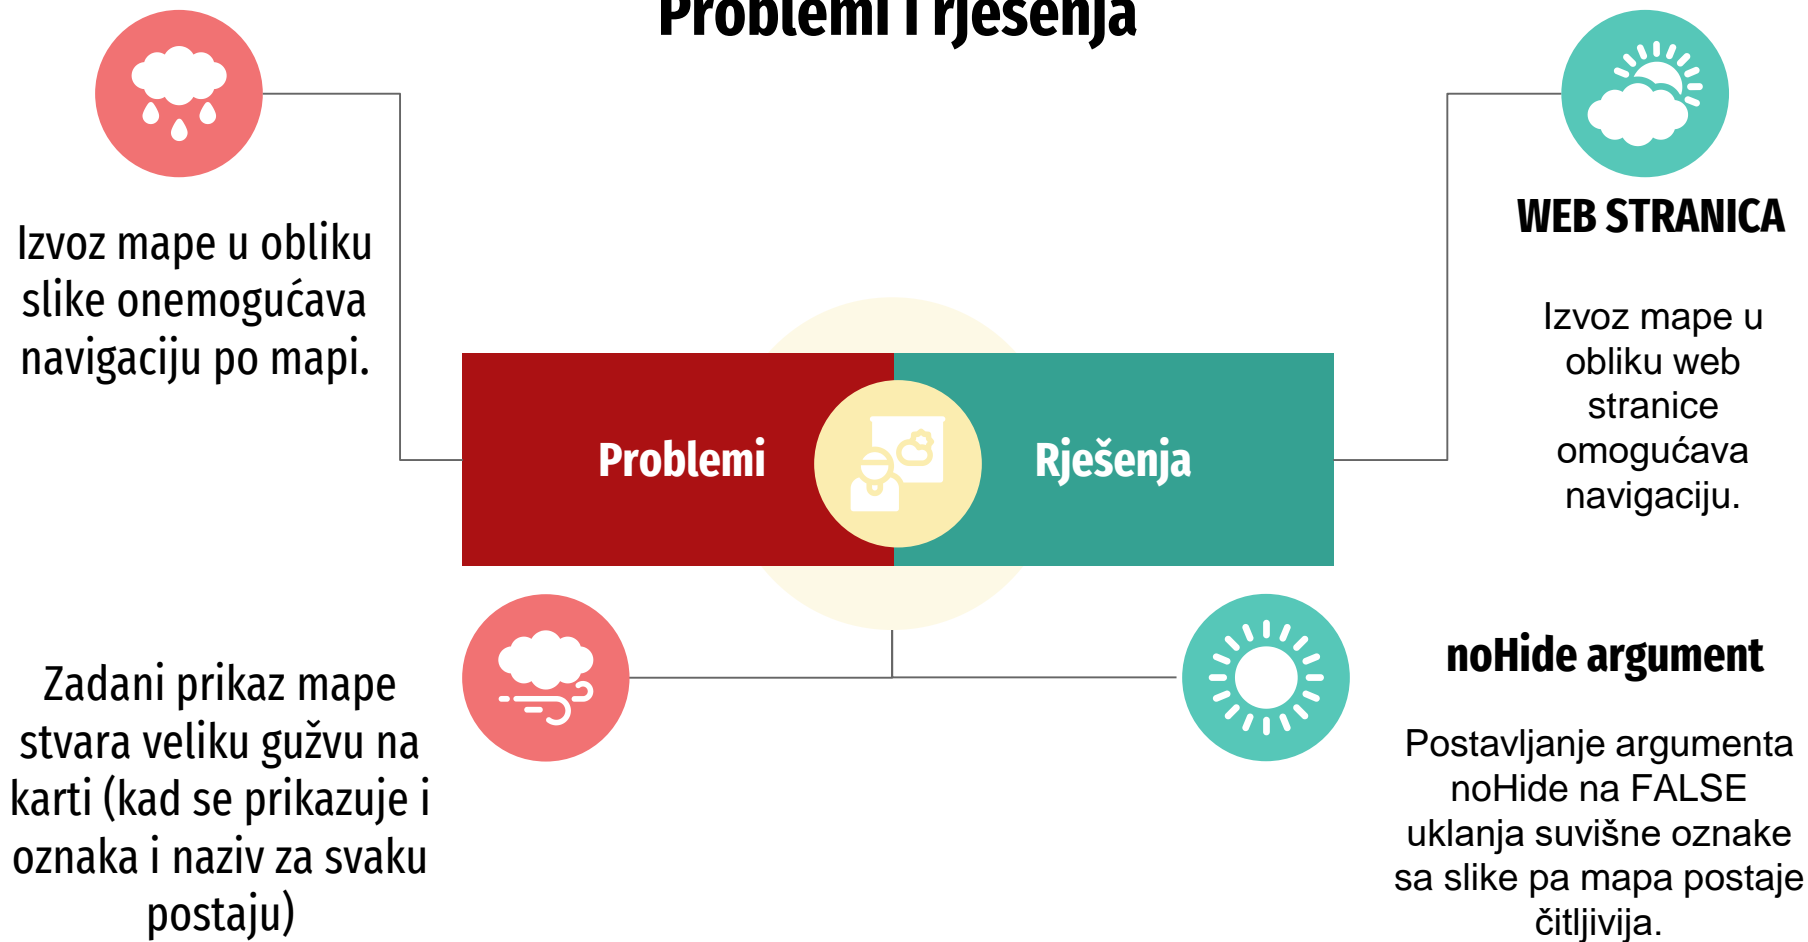 Problemi i rješenja
Izvoz mape u obliku
slike onemogućava
navigaciju po mapi.
WEB STRANICA
Izvoz mape u
obliku web
stranice
omogućava
navigaciju.
Problemi
Rješenja
Zadani prikaz mape
stvara veliku gužvu na
karti (kad se prikazuje i
oznaka i naziv za svaku
postaju)
noHide argument
Postavljanje argumenta
noHide na FALSE
uklanja suvišne oznake
sa slike pa mapa postaje
čitljivija.